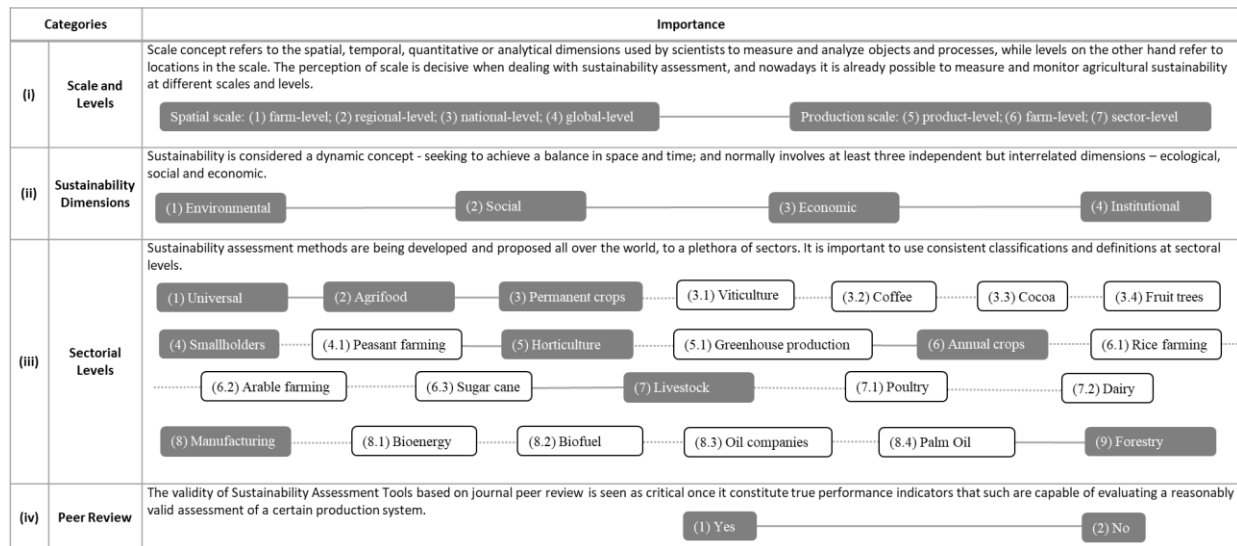 Categories Importance
(i) Scale and Levels
Scale concept refers to the spatial, temporal, quantitative or analytical dimensions used by scientists to measure and analyze objects and processes, while levels on the other hand refer to
locations in the scale. The perception of scale is decisive when dealing with sustainability assessment, and nowadays it is already possible to measure and monitor agricultural sustainability
at different scales and levels.
Spatial scale: (1) farm-level; (2) regional-level; (3) national-level; (4) global-level Production scale: (5) product-level; (6) farm-level; (7) sector-level
(ii) Sustainability Dimensions
Sustainability is considered a dynamic concept - seeking to achieve a balance in space and time; and normally involves at least three independent but interrelated dimensions – ecological,
social and economic.
(1) Environmental (2) Social (3) Economic (4) Institutional
(iii) Sectorial Levels
Sustainability assessment methods are being developed and proposed all over the world, to a plethora of sectors. It is important to use consistent classifications and definitions at sectoral
levels.
(1) Universal (2) Agrifood (3) Permanent crops (3.1) Viticulture (3.2) Coffee (3.3) Cocoa (3.4) Fruit trees
(4) Smallholders (4.1) Peasant farming (5) Horticulture (5.1) Greenhouse production (6) Annual crops (6.1) Rice farming
(6.2) Arable farming (6.3) Sugar cane (7) Livestock (7.1) Poultry (7.2) Dairy
(8) Manufacturing (8.1) Bioenergy (8.2) Biofuel (8.3) Oil companies (8.4) Palm Oil (9) Forestry
(iv) Peer Review
The validity of Sustainability Assessment Tools based on journal peer review is seen as critical once it constitute true performance indicators that such are capable of evaluating a reasonably
valid assessment of a certain production system.
(1) Yes (2) No